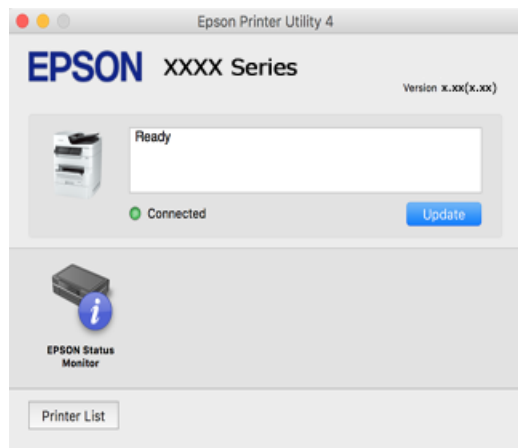 Epson Printer Utility 4
EPSON XXXX Series
Version x.xx(x.xx)
Ready
Connected
Update
EPSON Status
Monitor
Printer List